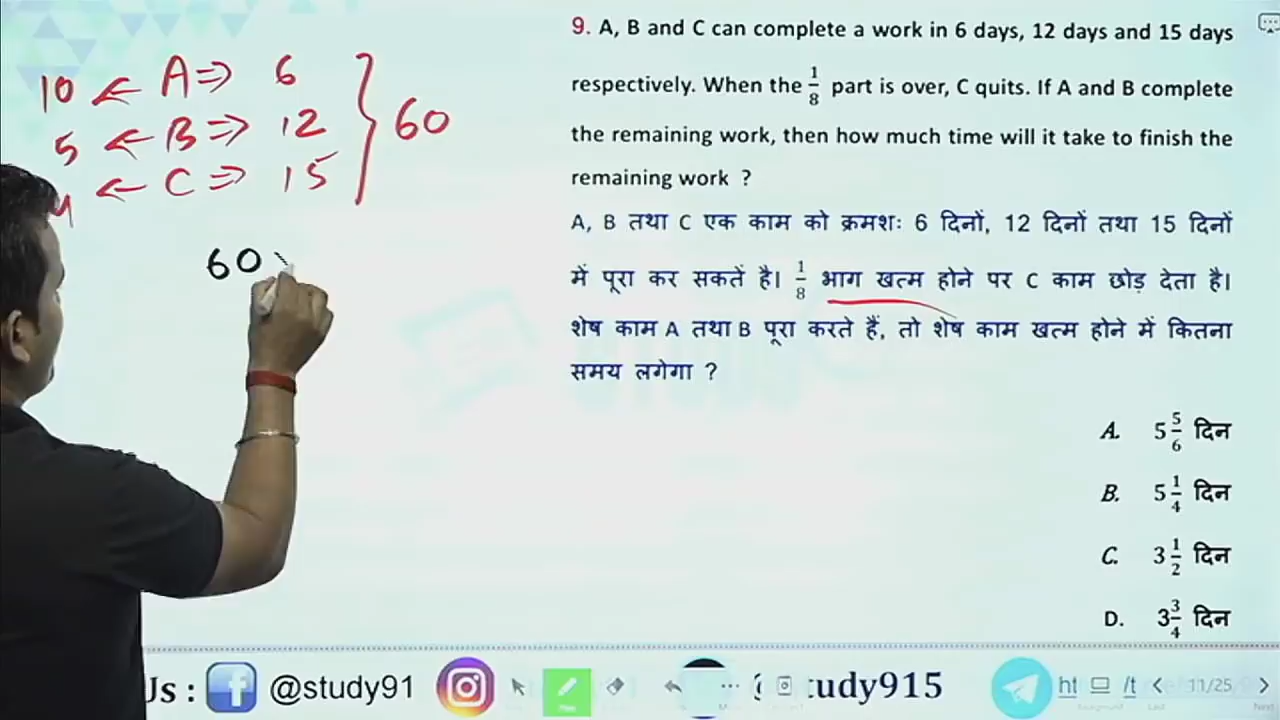 10 ← A ⇒ 6
5 ← B ⇒ 12 } 60
4 ← C ⇒ 15
60
9. A, B and C can complete a work in 6 days, 12 days and 15 days
respectively. When the 1/8 part is over, C quits. If A and B complete
the remaining work, then how much time will it take to finish the
remaining work ?
A, B तथा C एक काम को क्रमशः 6 दिनों, 12 दिनों तथा 15 दिनों
में पूरा कर सकतें है। 1/8 भाग खत्म होने पर C काम छोड़ देता है।
शेष काम A तथा B पूरा करते हैं, तो शेष काम खत्म होने में कितना
समय लगेगा ?
A. 5 5/6 दिन
B. 5 1/4 दिन
C. 3 1/2 दिन
D. 3 3/4 दिन
Us : @study91 tudy915 ht /t 11/25